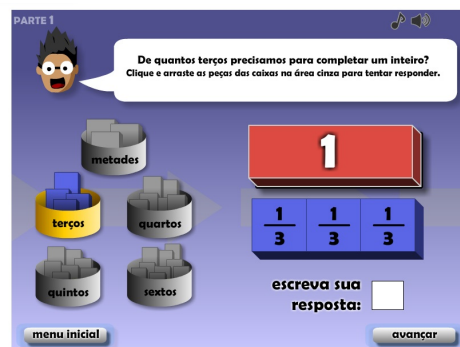 PARTE 1
De quantos terços precisamos para completar um inteiro?
Clique e arraste as peças das caixas na área cinza para tentar responder.
metades
terços
quartos
quintos
sextos
1
1 1 1
3 3 3
escreva sua
resposta:
menu inicial
avançar